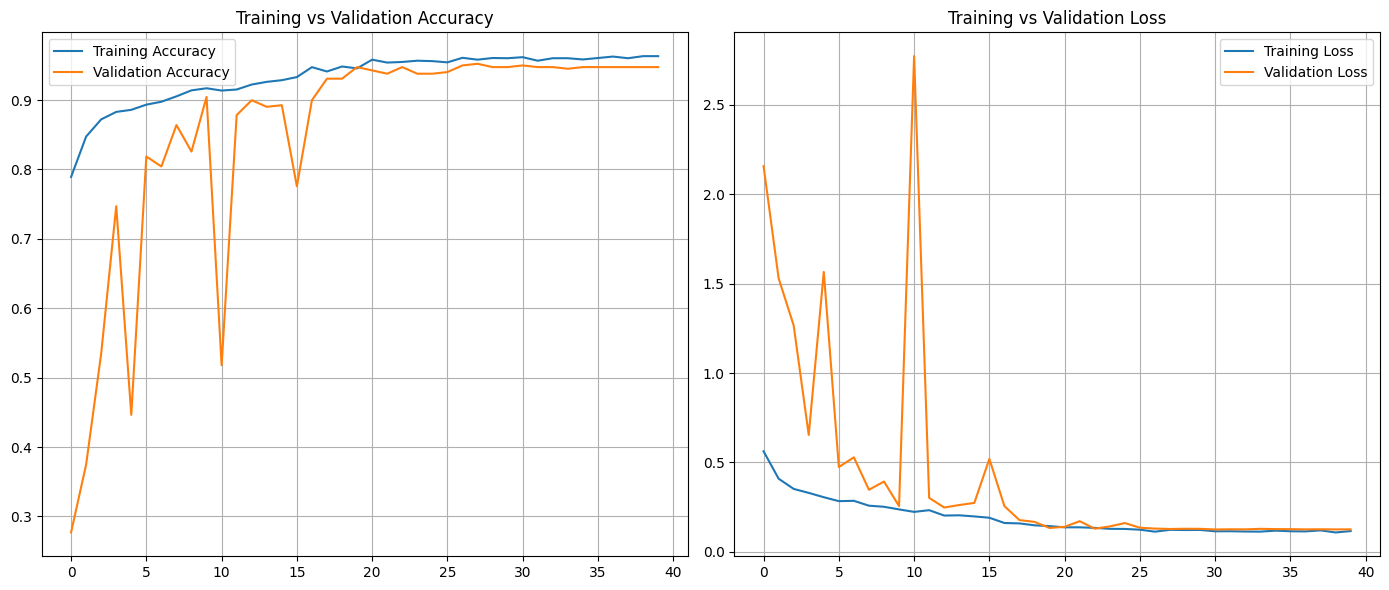 Training vs Validation Accuracy
Training Accuracy
Validation Accuracy
0.9
0.8
0.7
0.6
0.5
0.4
0.3
0 5 10 15 20 25 30 35 40
Training vs Validation Loss
Training Loss
Validation Loss
2.5
2.0
1.5
1.0
0.5
0.0
0 5 10 15 20 25 30 35 40